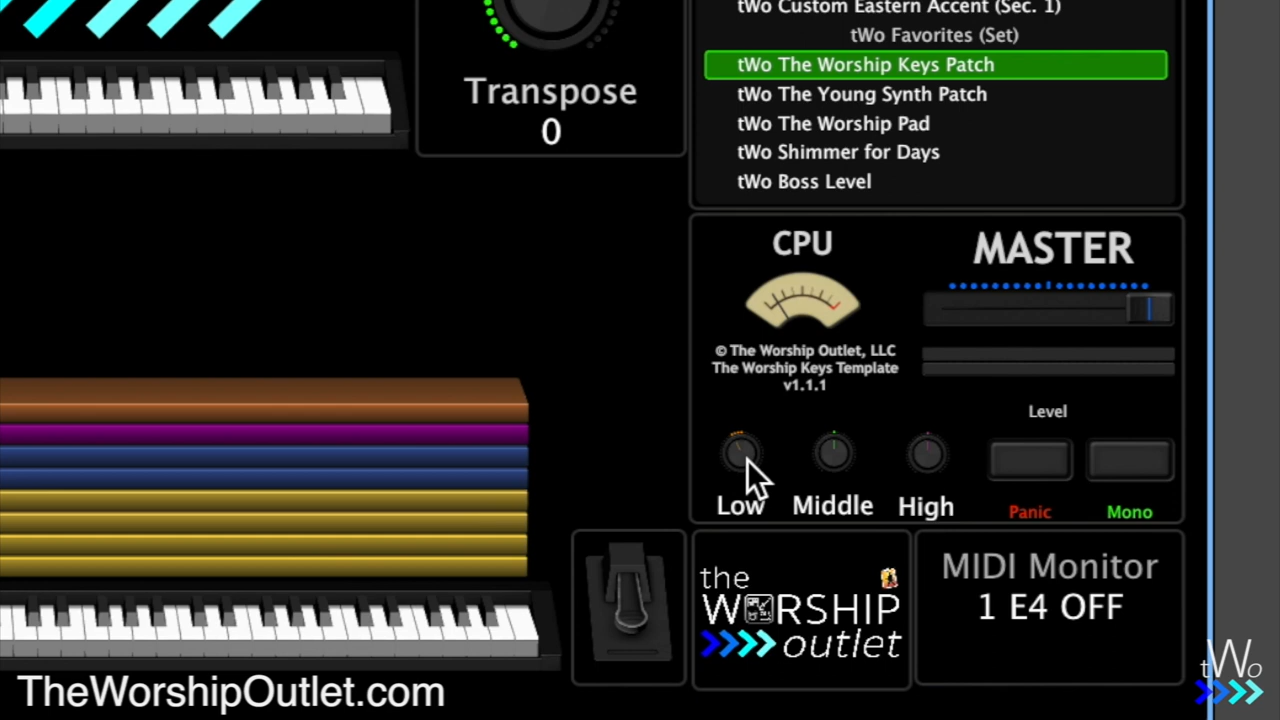 tWo Custom Eastern Accent (Sec. 1)
tWo Favorites (Set)
tWo The Worship Keys Patch
tWo The Young Synth Patch
tWo The Worship Pad
tWo Shimmer for Days
tWo Boss Level
Transpose
0
CPU
MASTER
© The Worship Outlet, LLC
The Worship Keys Template
v1.1.1
Level
Low
Middle
High
Panic
Mono
the
WORSHIP
outlet
MIDI Monitor
1 E4 OFF
TheWorshipOutlet.com
tWo